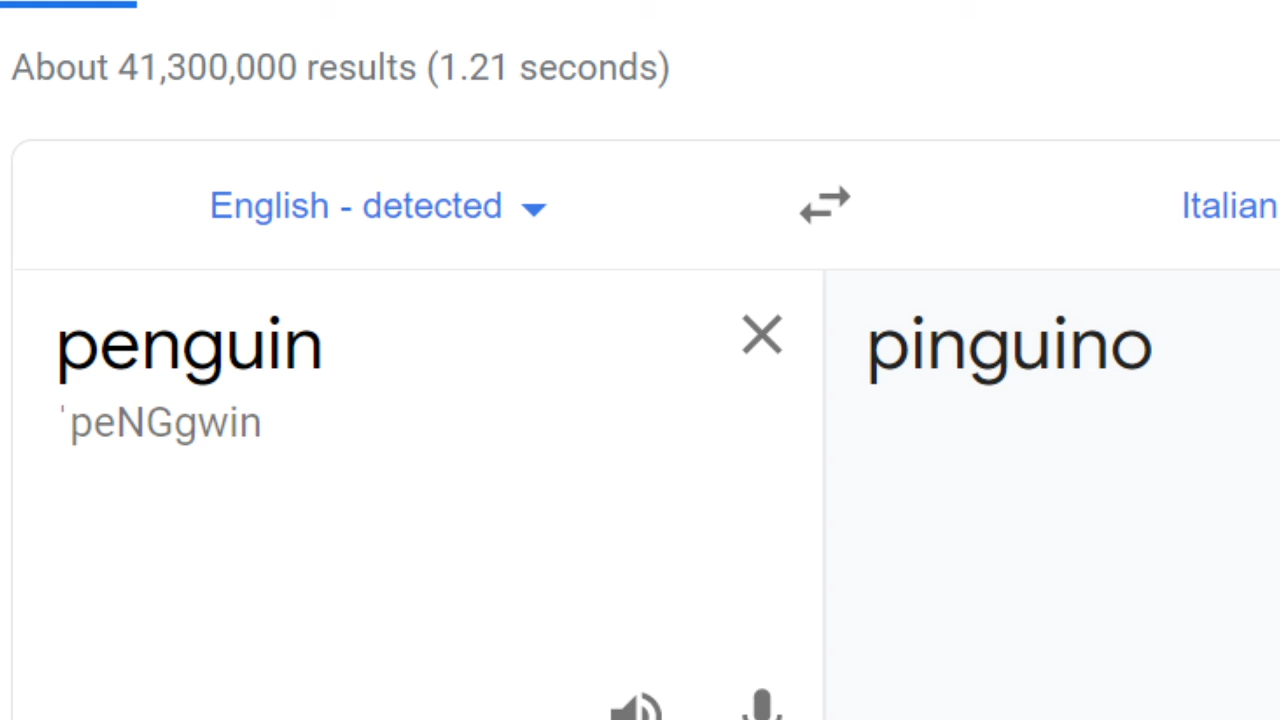 About 41,300,000 results (1.21 seconds)
English - detected
Italian
penguin
pinguino
ˈpeNGgwin